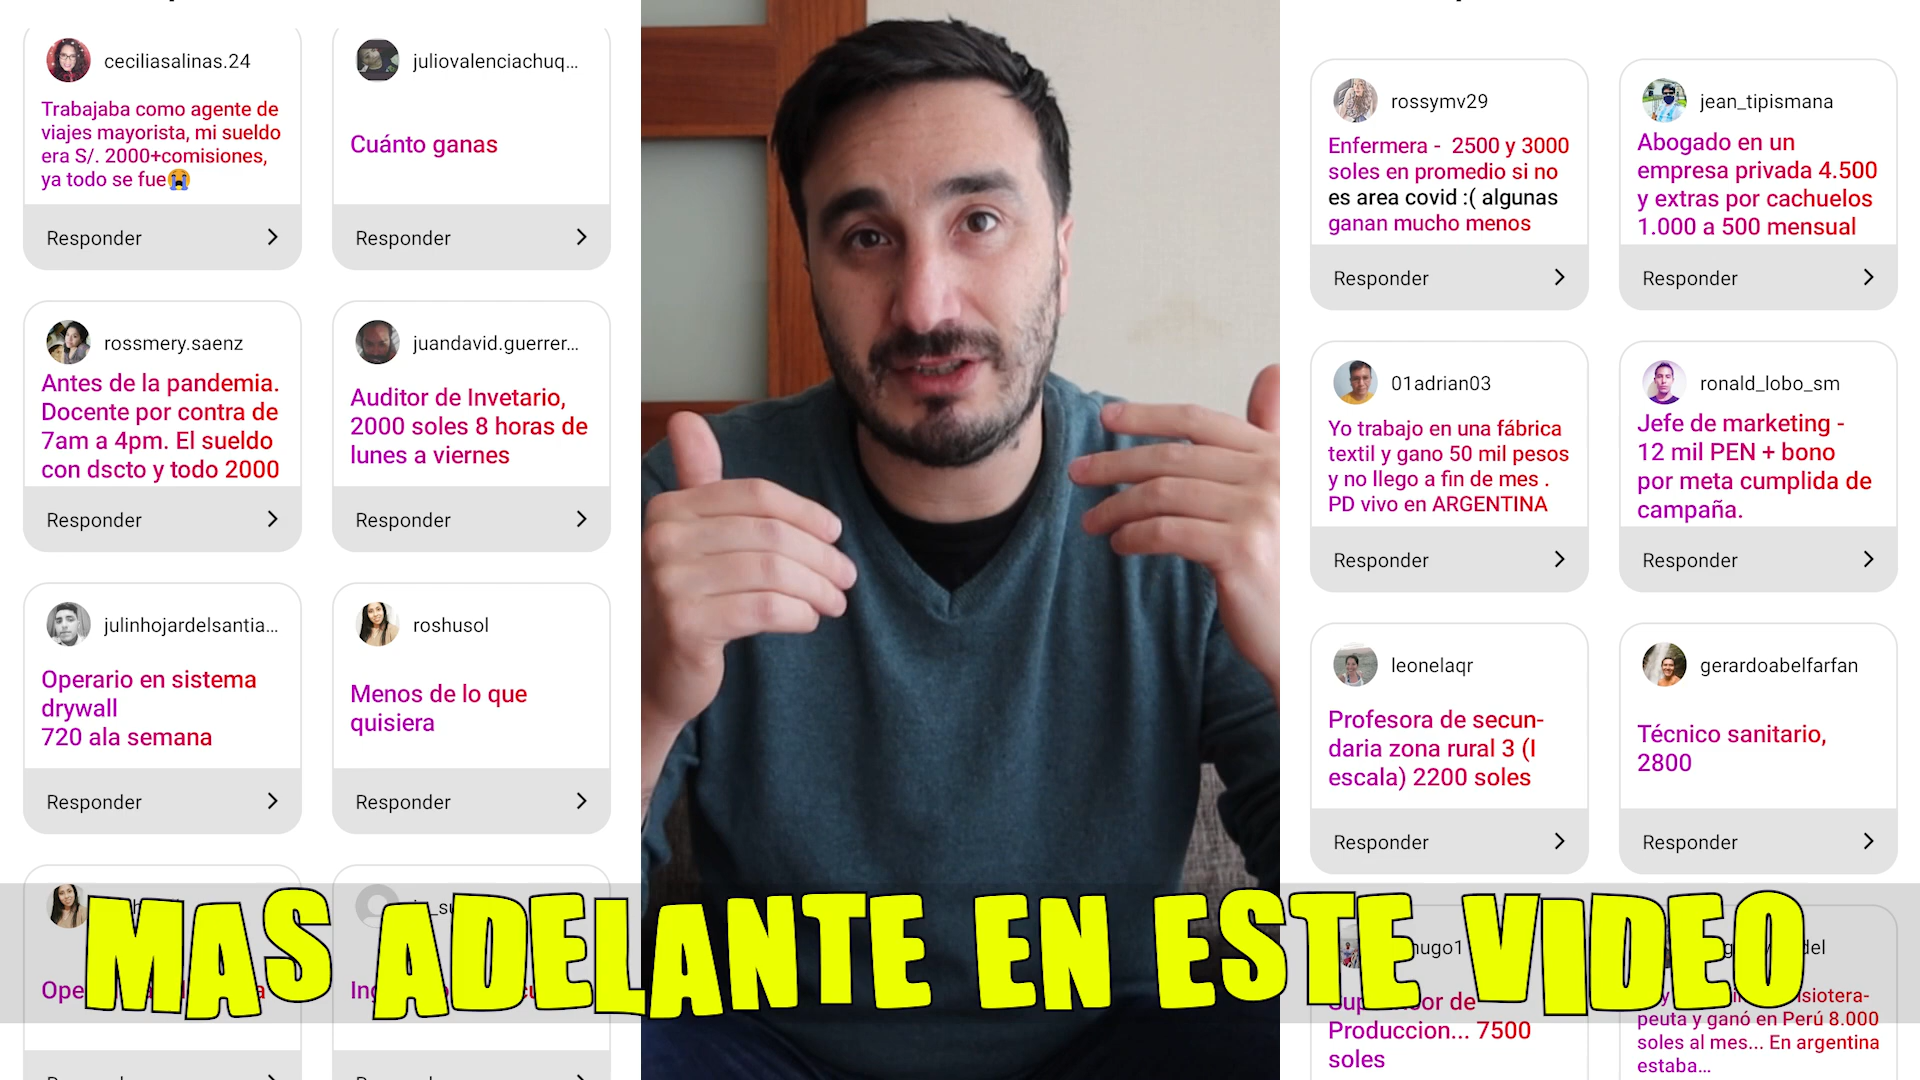 ceciliasalinas.24
Trabajaba como agente de
viajes mayorista, mi sueldo
era S/. 2000+comisiones,
ya todo se fue😭
Responder
juliovalenciachuq...
Cuánto ganas
Responder
rossmery.saenz
Antes de la pandemia.
Docente por contra de
7am a 4pm. El sueldo
con dscto y todo 2000
Responder
juandavid.guerrer...
Auditor de Invetario,
2000 soles 8 horas de
lunes a viernes
Responder
julinhojardelsantia...
Operario en sistema
drywall
720 ala semana
Responder
roshusol
Menos de lo que
quisiera
Responder
rossymv29
Enfermera - 2500 y 3000
soles en promedio si no
es area covid :( algunas
ganan mucho menos
Responder
jean_tipismana
Abogado en un
empresa privada 4.500
y extras por cachuelos
1.000 a 500 mensual
Responder
01adrian03
Yo trabajo en una fábrica
textil y gano 50 mil pesos
y no llego a fin de mes .
PD vivo en ARGENTINA
Responder
ronald_lobo_sm
Jefe de marketing -
12 mil PEN + bono
por meta cumplida de
campaña.
Responder
leonelaqr
Profesora de secun-
daria zona rural 3 (I
escala) 2200 soles
Responder
gerardoabelfarfan
Técnico sanitario,
2800
Responder
MAS ADELANTE EN ESTE VIDEO
Supervisor de
Produccion... 7500
soles
peuta y ganó en Perú 8.000
soles al mes... En argentina
estaba...